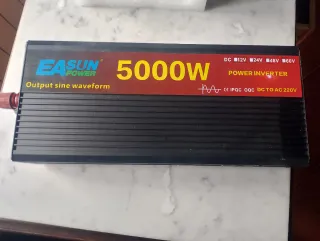 EASUN POWER
5000W
DC 12V 24V 48V 60V
POWER INVERTER
Output sine waveform
DC TO AC 220V